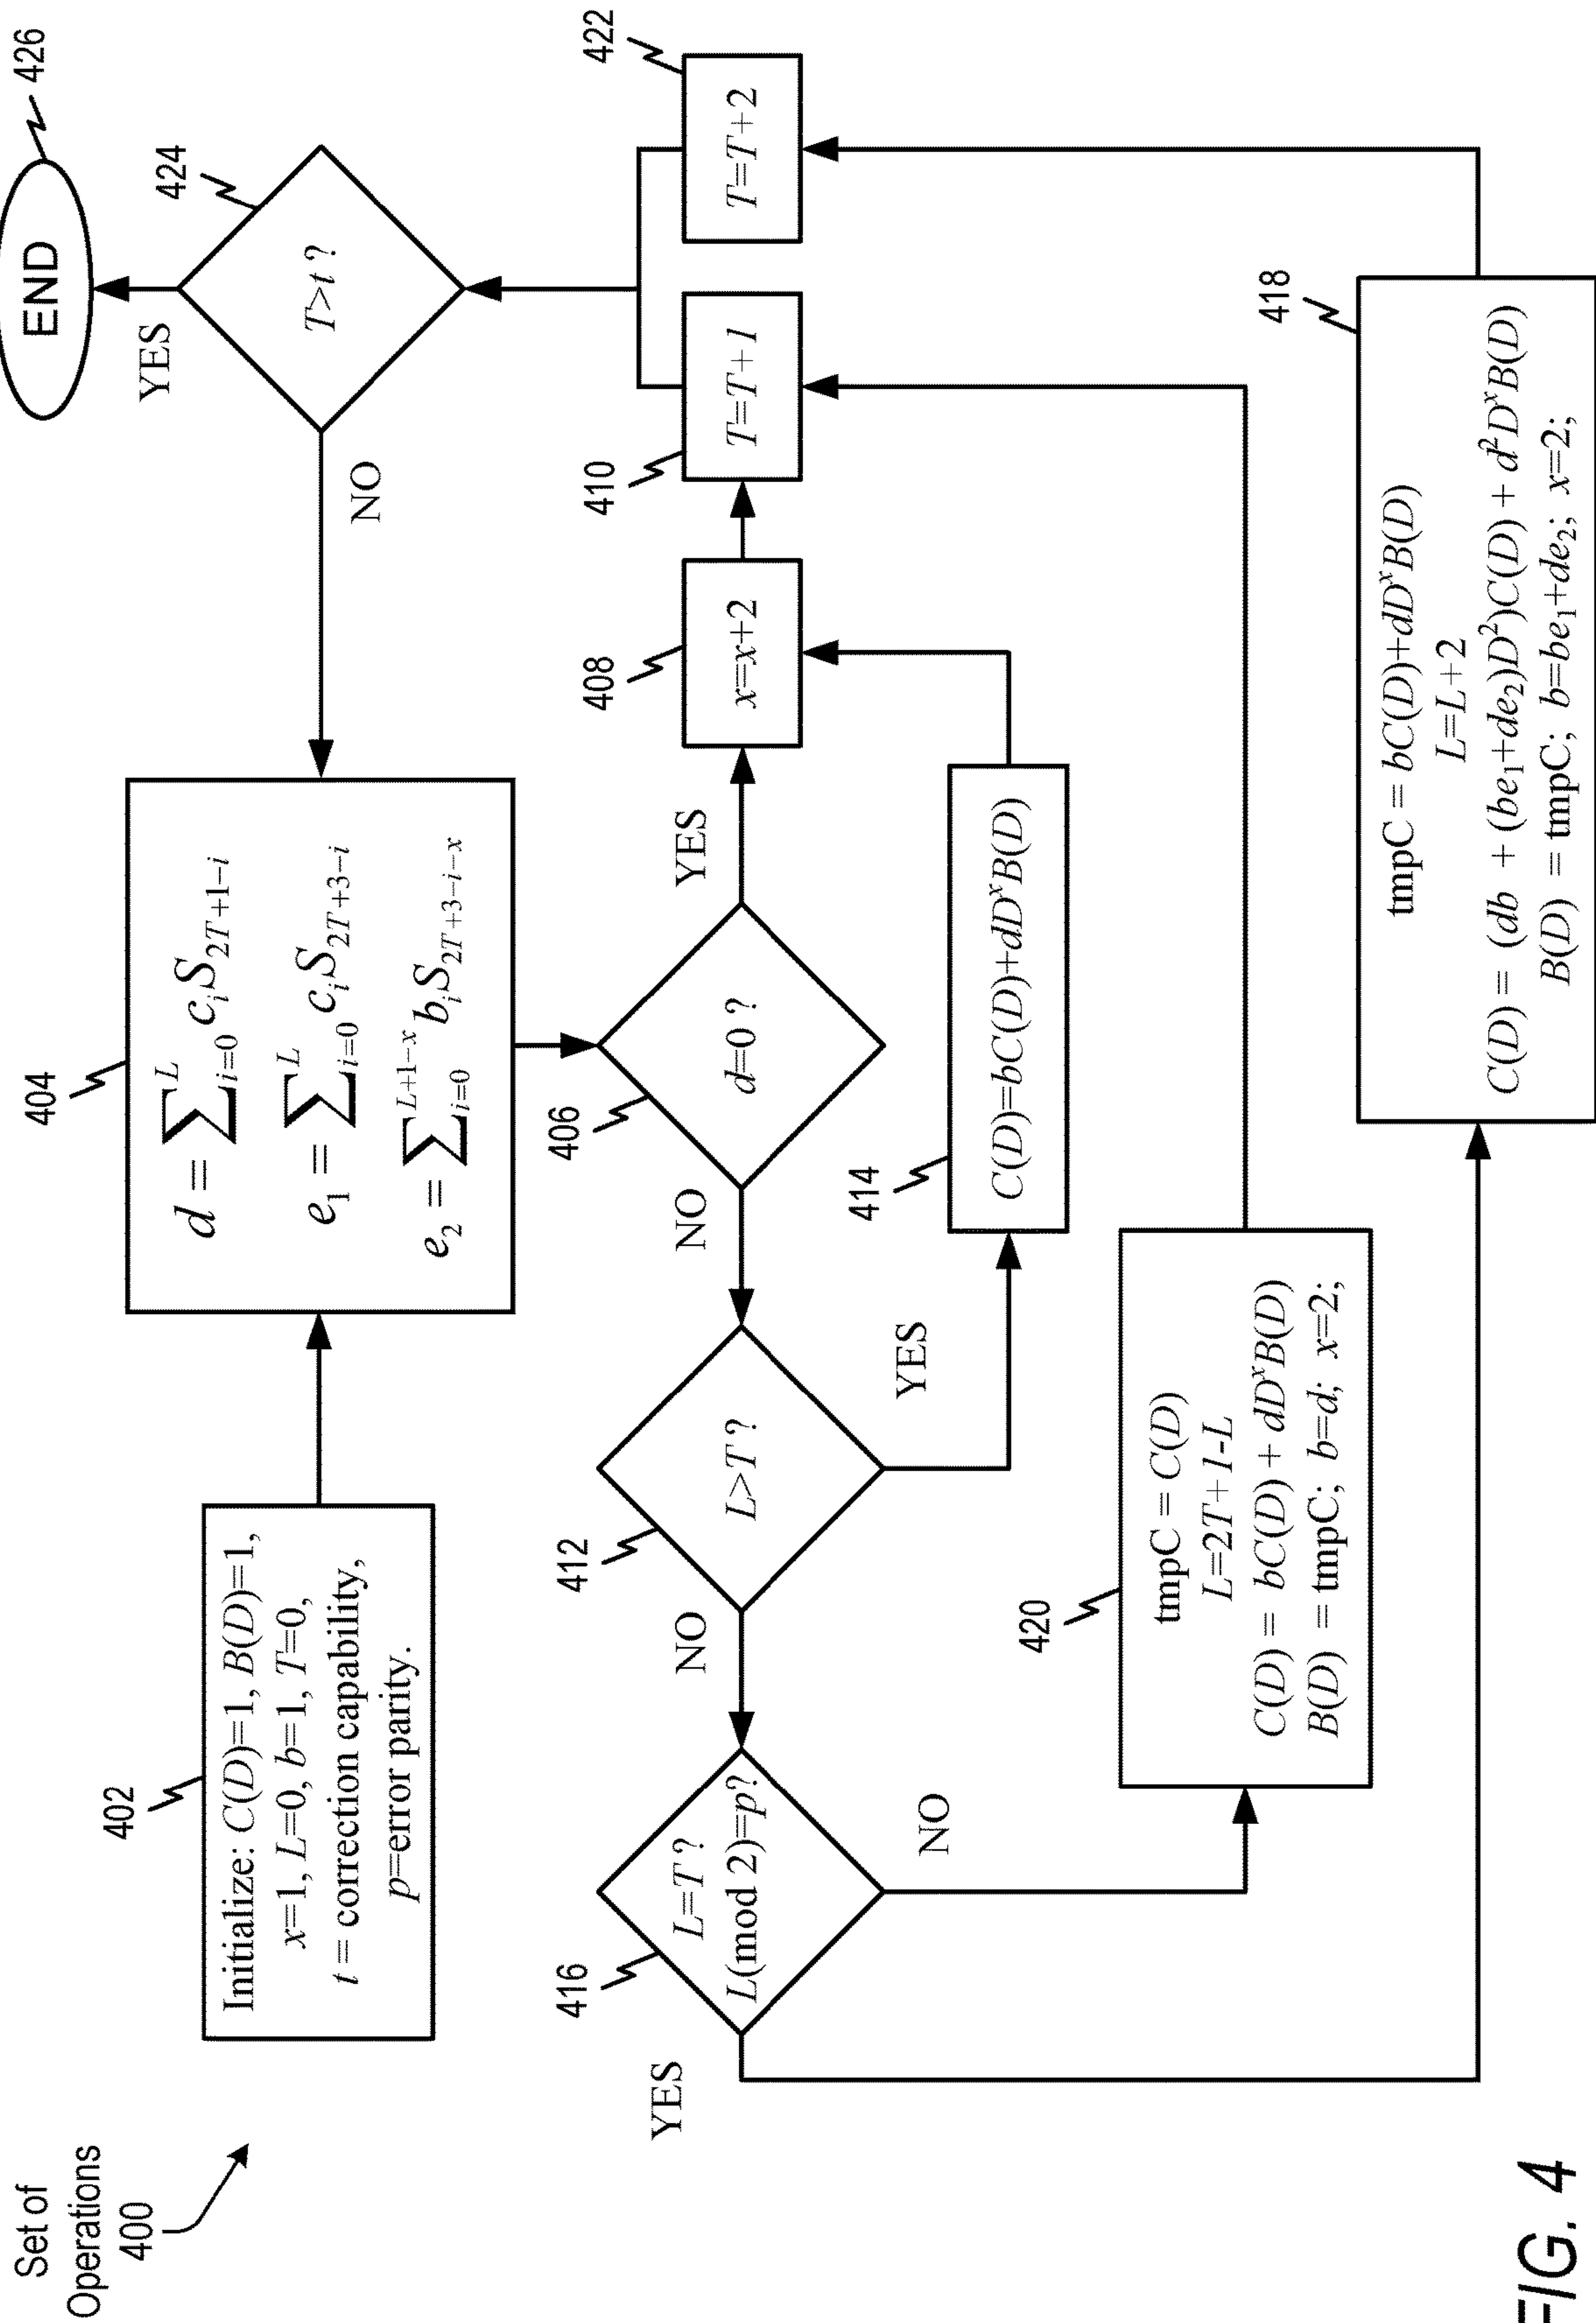 Set of
Operations
400
402
Initialize: C(D)=1, B(D)=1,
x=1, L=0, b=1, T=0,
t = correction capability,
p=error parity.
404
d = ∑_{i=0}^{L} c_i S_{2T+1-i}
e_1 = ∑_{i=0}^{L} c_i S_{2T+3-i}
e_2 = ∑_{i=0}^{L+1-x} b_i S_{2T+3-i-x}
NO
424
T>t ?
YES
END
426
416
L=T ?
L(mod 2)=p?
YES
NO
NO
412
L>T ?
YES
NO
406
d=0 ?
YES
408
x=x+2
410
T=T+1
422
T=T+2
414
C(D)=bC(D)+dD^xB(D)
420
tmpC = C(D)
L=2T+1-L
C(D) = bC(D) + dD^xB(D)
B(D) = tmpC; b=d; x=2;
418
tmpC = bC(D)+dD^xB(D)
L=L+2
C(D) = (db + (be_1+de_2)D^2)C(D) + d^2D^xB(D)
B(D) = tmpC; b=be_1+de_2; x=2;
FIG. 4